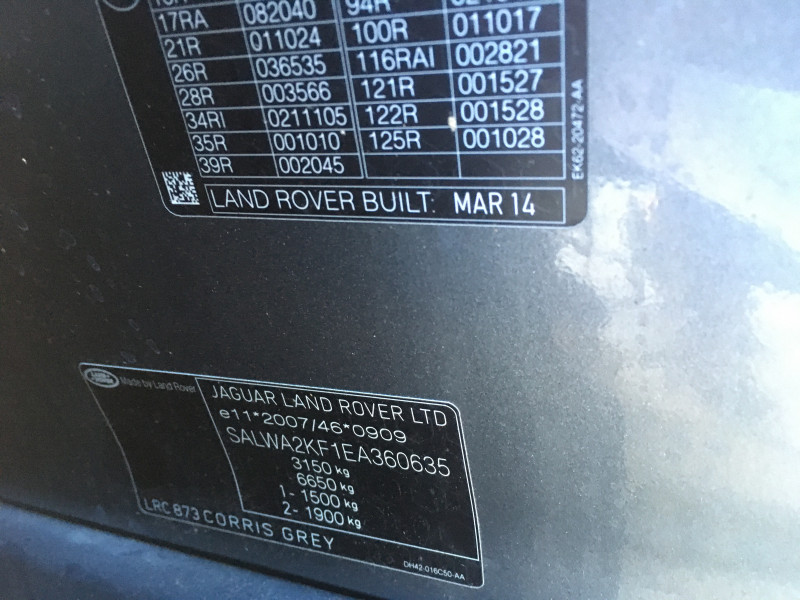 17RA 082040
21R 011024 100R 011017
26R 036535 116RAI 002821
28R 003566 121R 001527
34RI 0211105 122R 001528
35R 001010 125R 001028
39R 002045
EK62-20472-AA
LAND ROVER BUILT: MAR 14
Made by Land Rover
JAGUAR LAND ROVER LTD
e11*2007/46*0909
SALWA2KF1EA360635
3150 kg
6650 kg
1- 1500 kg
2- 1900 kg
LRC 873 CORRIS GREY
DH42-016C50-AA